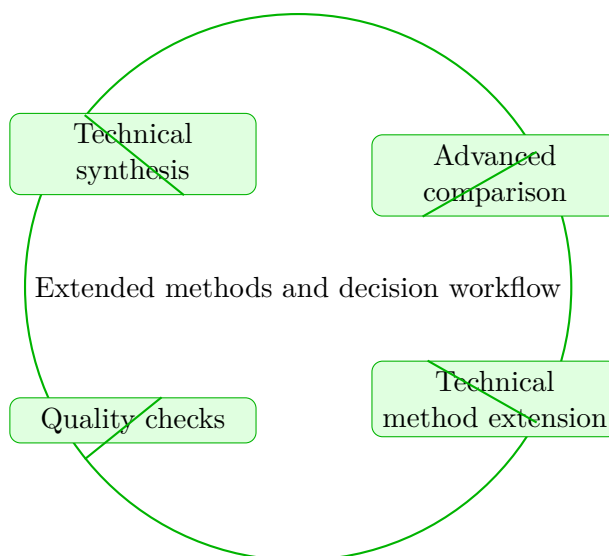 Technical
synthesis
Advanced
comparison
Extended methods and decision workflow
Quality checks
Technical
method extension